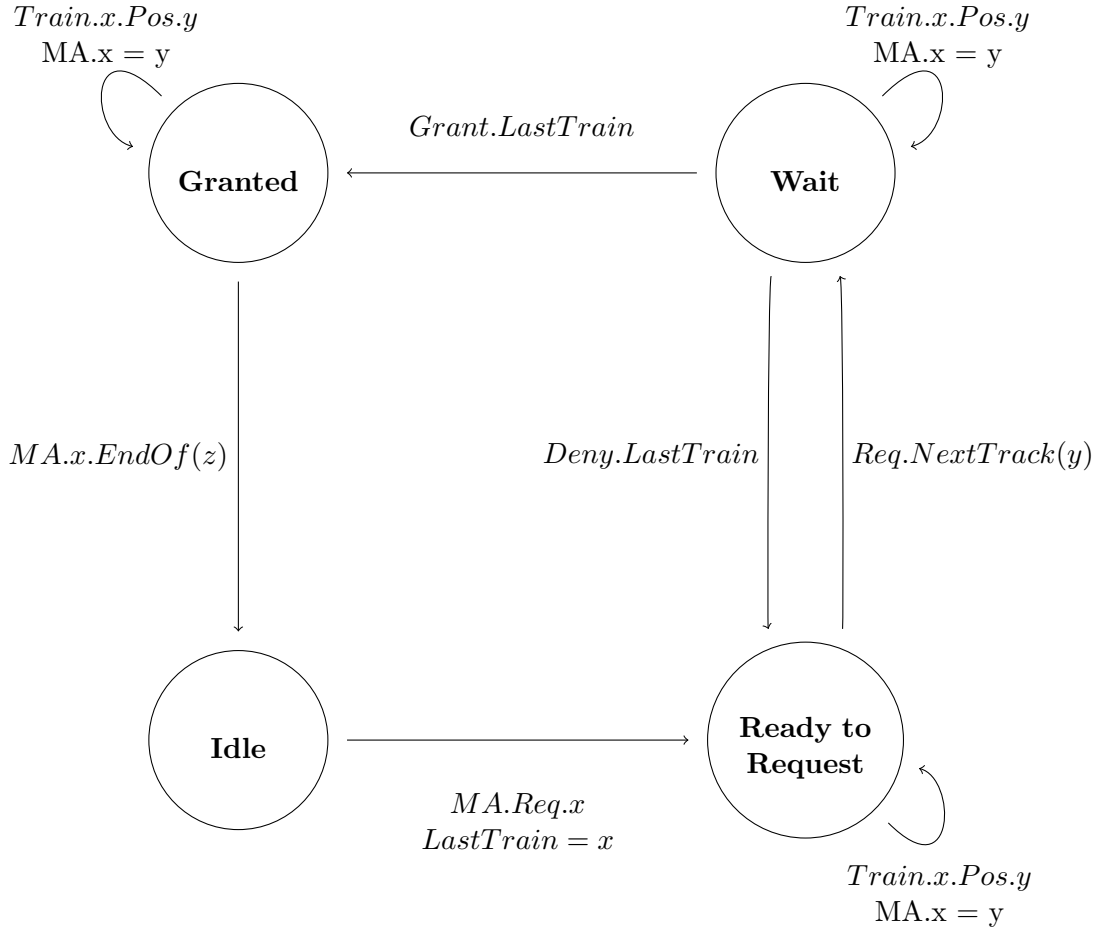 Train.x.Pos.y
MA.x = y
Train.x.Pos.y
MA.x = y
Grant.LastTrain
Granted
Wait
MA.x.EndOf(z)
Deny.LastTrain
Req.NextTrack(y)
Idle
Ready to
Request
MA.Req.x
LastTrain = x
Train.x.Pos.y
MA.x = y